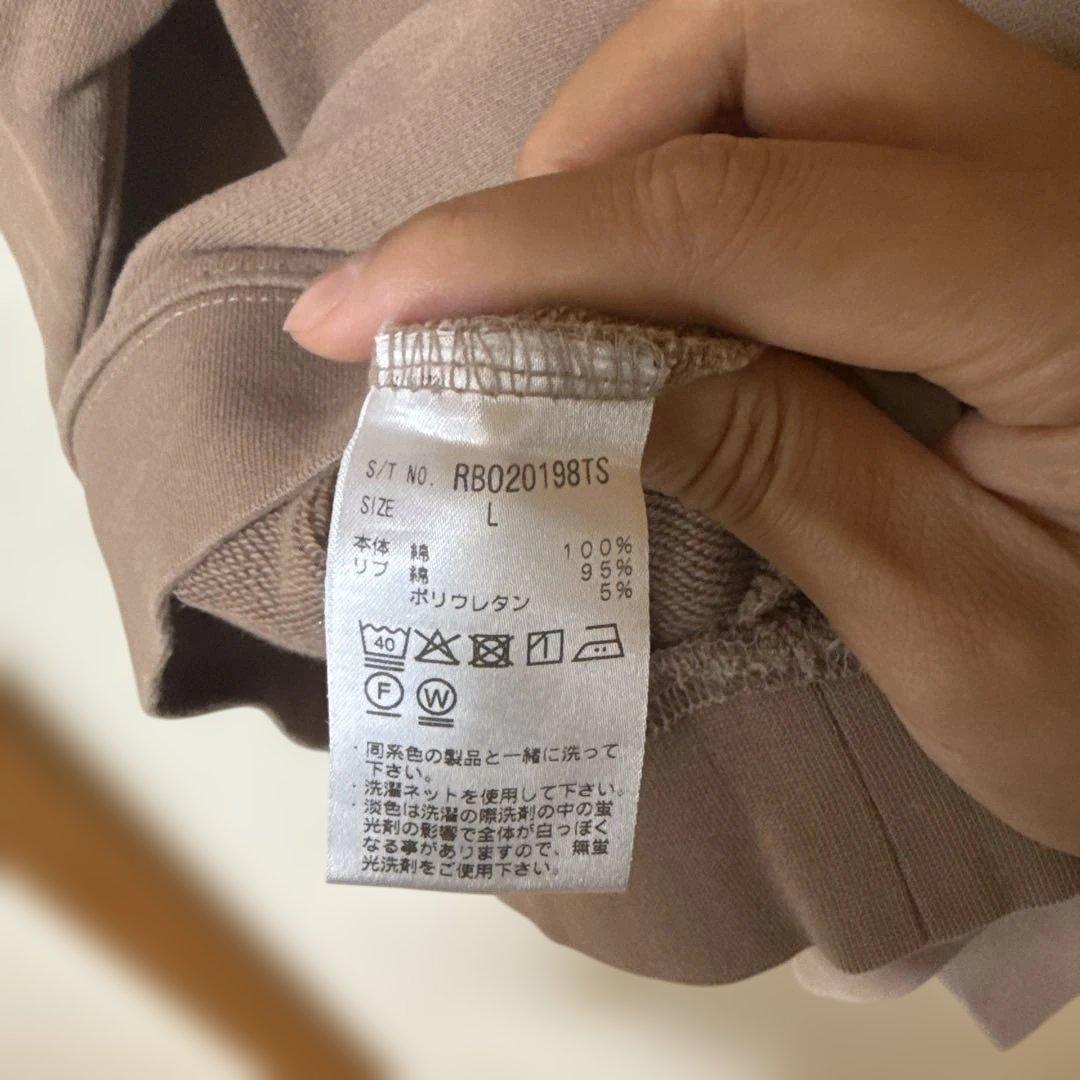 S/T NO. RBO20198TS
SIZE L
本体 綿 100%
リブ 綿 95%
ポリウレタン 5%
40
F W
・同系色の製品と一緒に洗って
下さい。
・洗濯ネットを使用して下さい。
・淡色は洗濯の際洗剤の中の蛍
光剤の影響で全体が白っぽく
なる事がありますので、無蛍
光洗剤をご使用下さい。